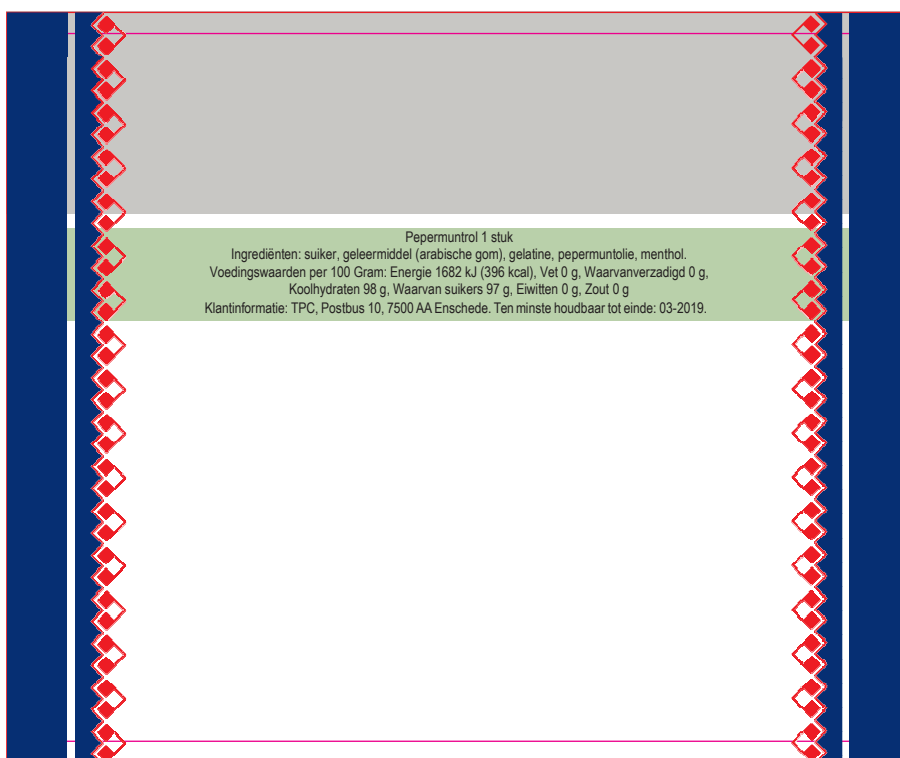 Pepermuntrol 1 stuk
Ingrediënten: suiker, geleermiddel (arabische gom), gelatine, pepermuntolie, menthol.
Voedingswaarden per 100 Gram: Energie 1682 kJ (396 kcal), Vet 0 g, Waarvanverzadigd 0 g,
Koolhydraten 98 g, Waarvan suikers 97 g, Eiwitten 0 g, Zout 0 g
Klantinformatie: TPC, Postbus 10, 7500 AA Enschede. Ten minste houdbaar tot einde: 03-2019.